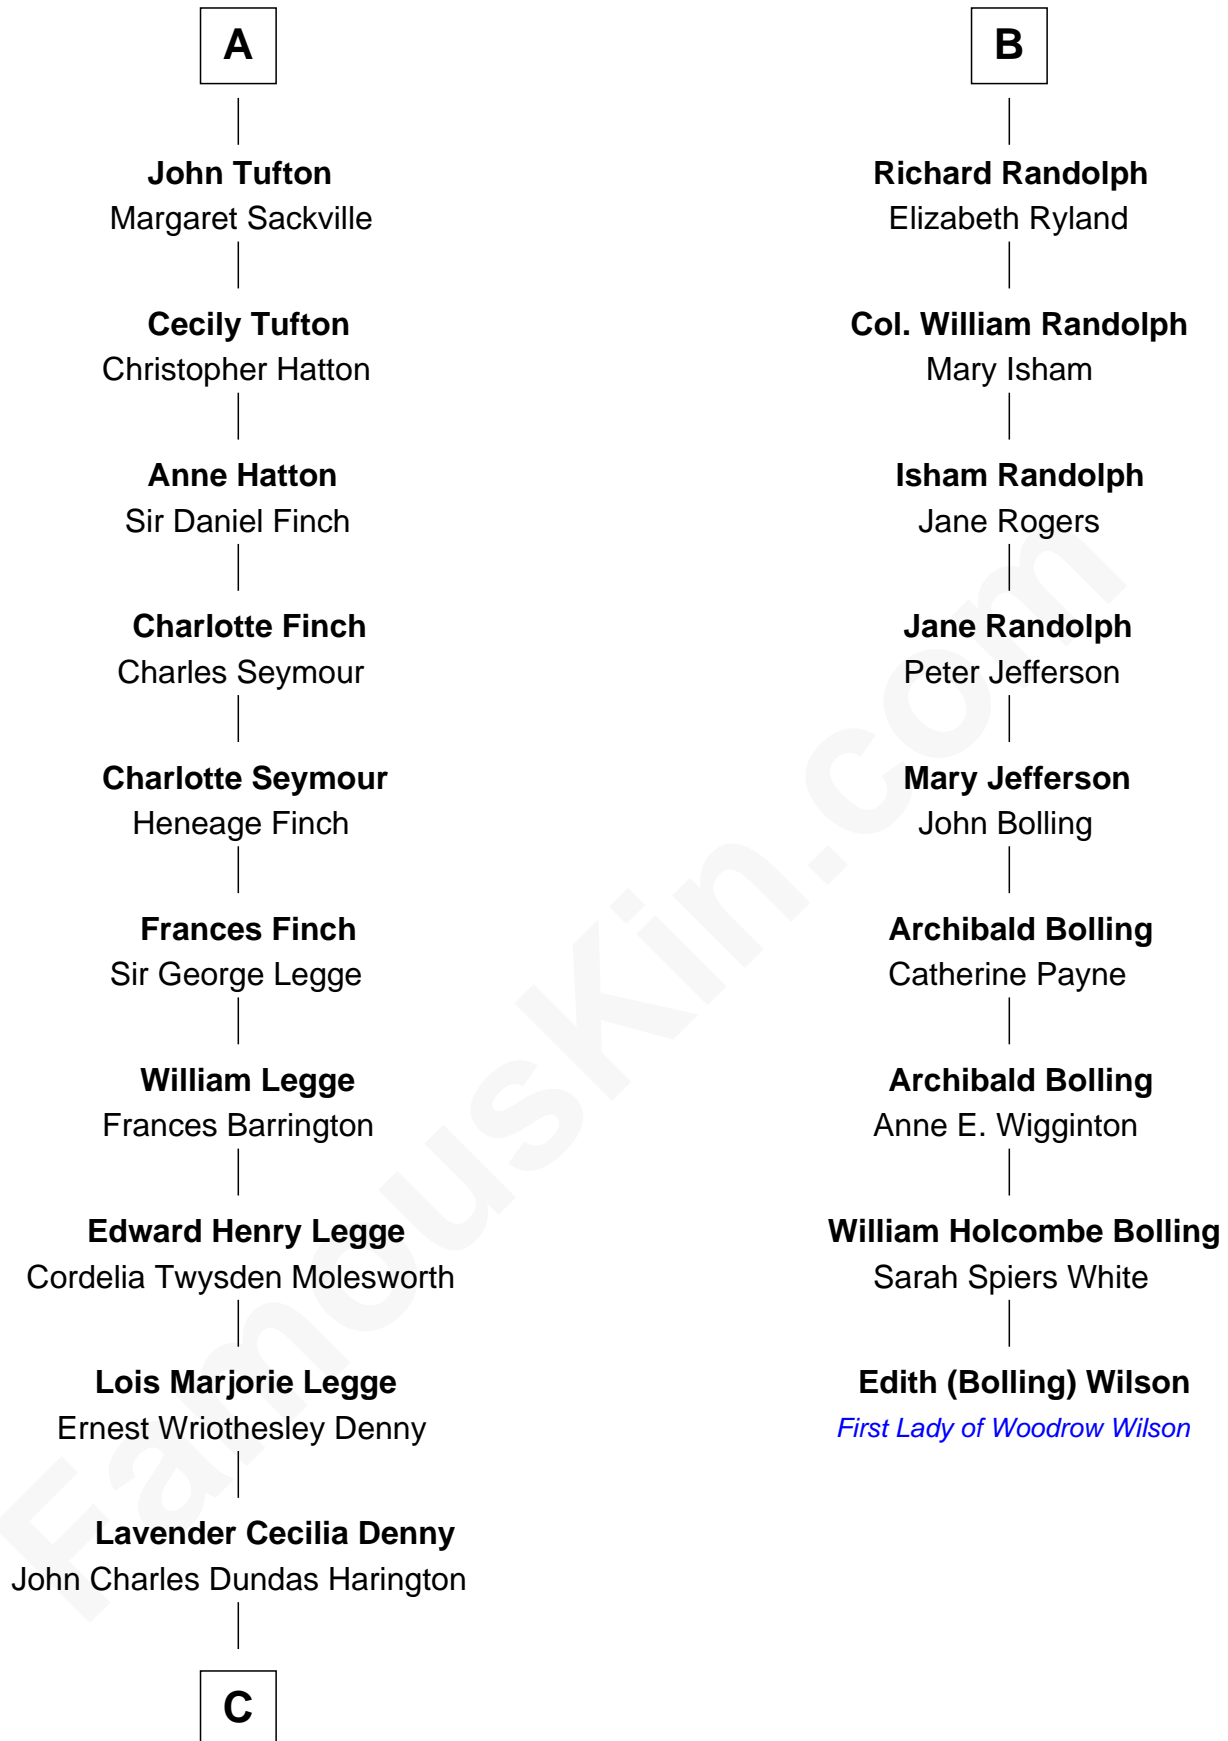 A
John Tufton
Margaret Sackville
Cecily Tufton
Christopher Hatton
Anne Hatton
Sir Daniel Finch
Charlotte Finch
Charles Seymour
Charlotte Seymour
Heneage Finch
Frances Finch
Sir George Legge
William Legge
Frances Barrington
Edward Henry Legge
Cordelia Twysden Molesworth
Lois Marjorie Legge
Ernest Wriothesley Denny
Lavender Cecilia Denny
John Charles Dundas Harington
C
B
Richard Randolph
Elizabeth Ryland
Col. William Randolph
Mary Isham
Isham Randolph
Jane Rogers
Jane Randolph
Peter Jefferson
Mary Jefferson
John Bolling
Archibald Bolling
Catherine Payne
Archibald Bolling
Anne E. Wigginton
William Holcombe Bolling
Sarah Spiers White
Edith (Bolling) Wilson
First Lady of Woodrow Wilson
FamousKin.com